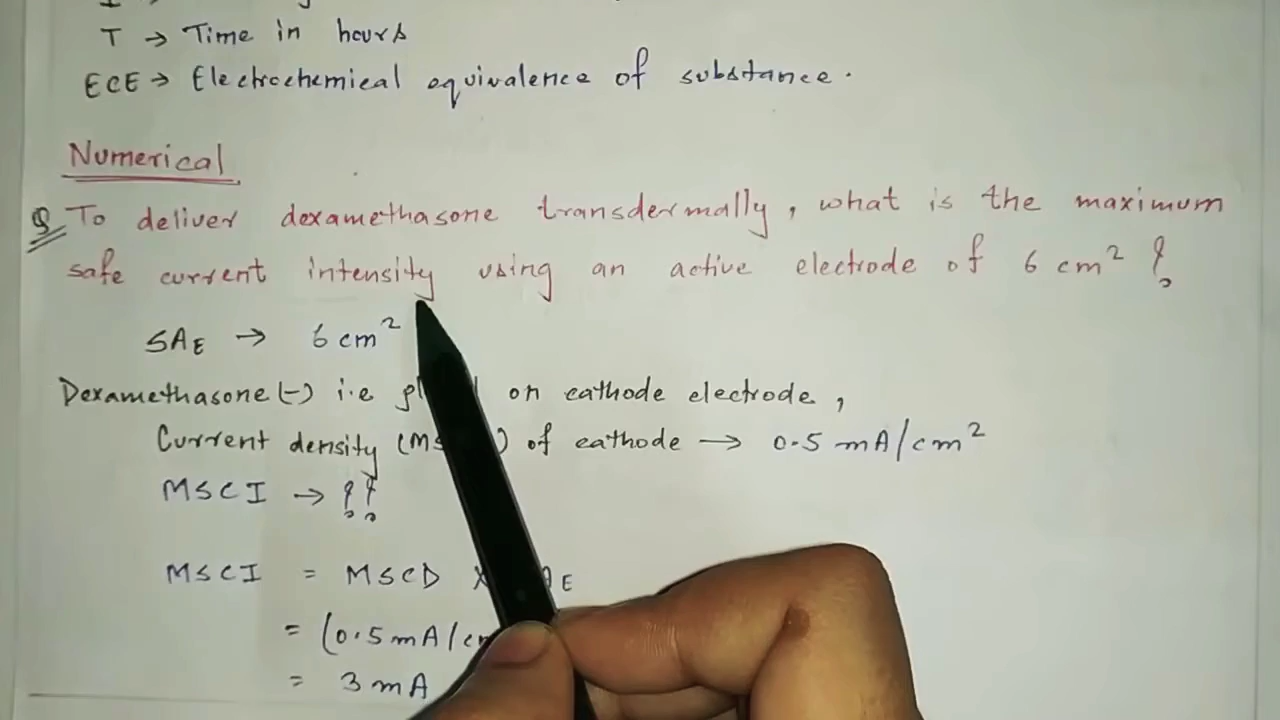 T → Time in hours
ECE → Electrochemical equivalence of substance.
Numerical
Q To deliver dexamethasone transdermally, what is the maximum
safe current intensity using an active electrode of 6 cm² ?
SAE → 6 cm²
Dexamethasone (-) i.e on cathode electrode,
Current density of cathode → 0.5 mA/cm²
MSCI → ??
MSCI = MSCD
= (0.5 mA/
= 3 mA